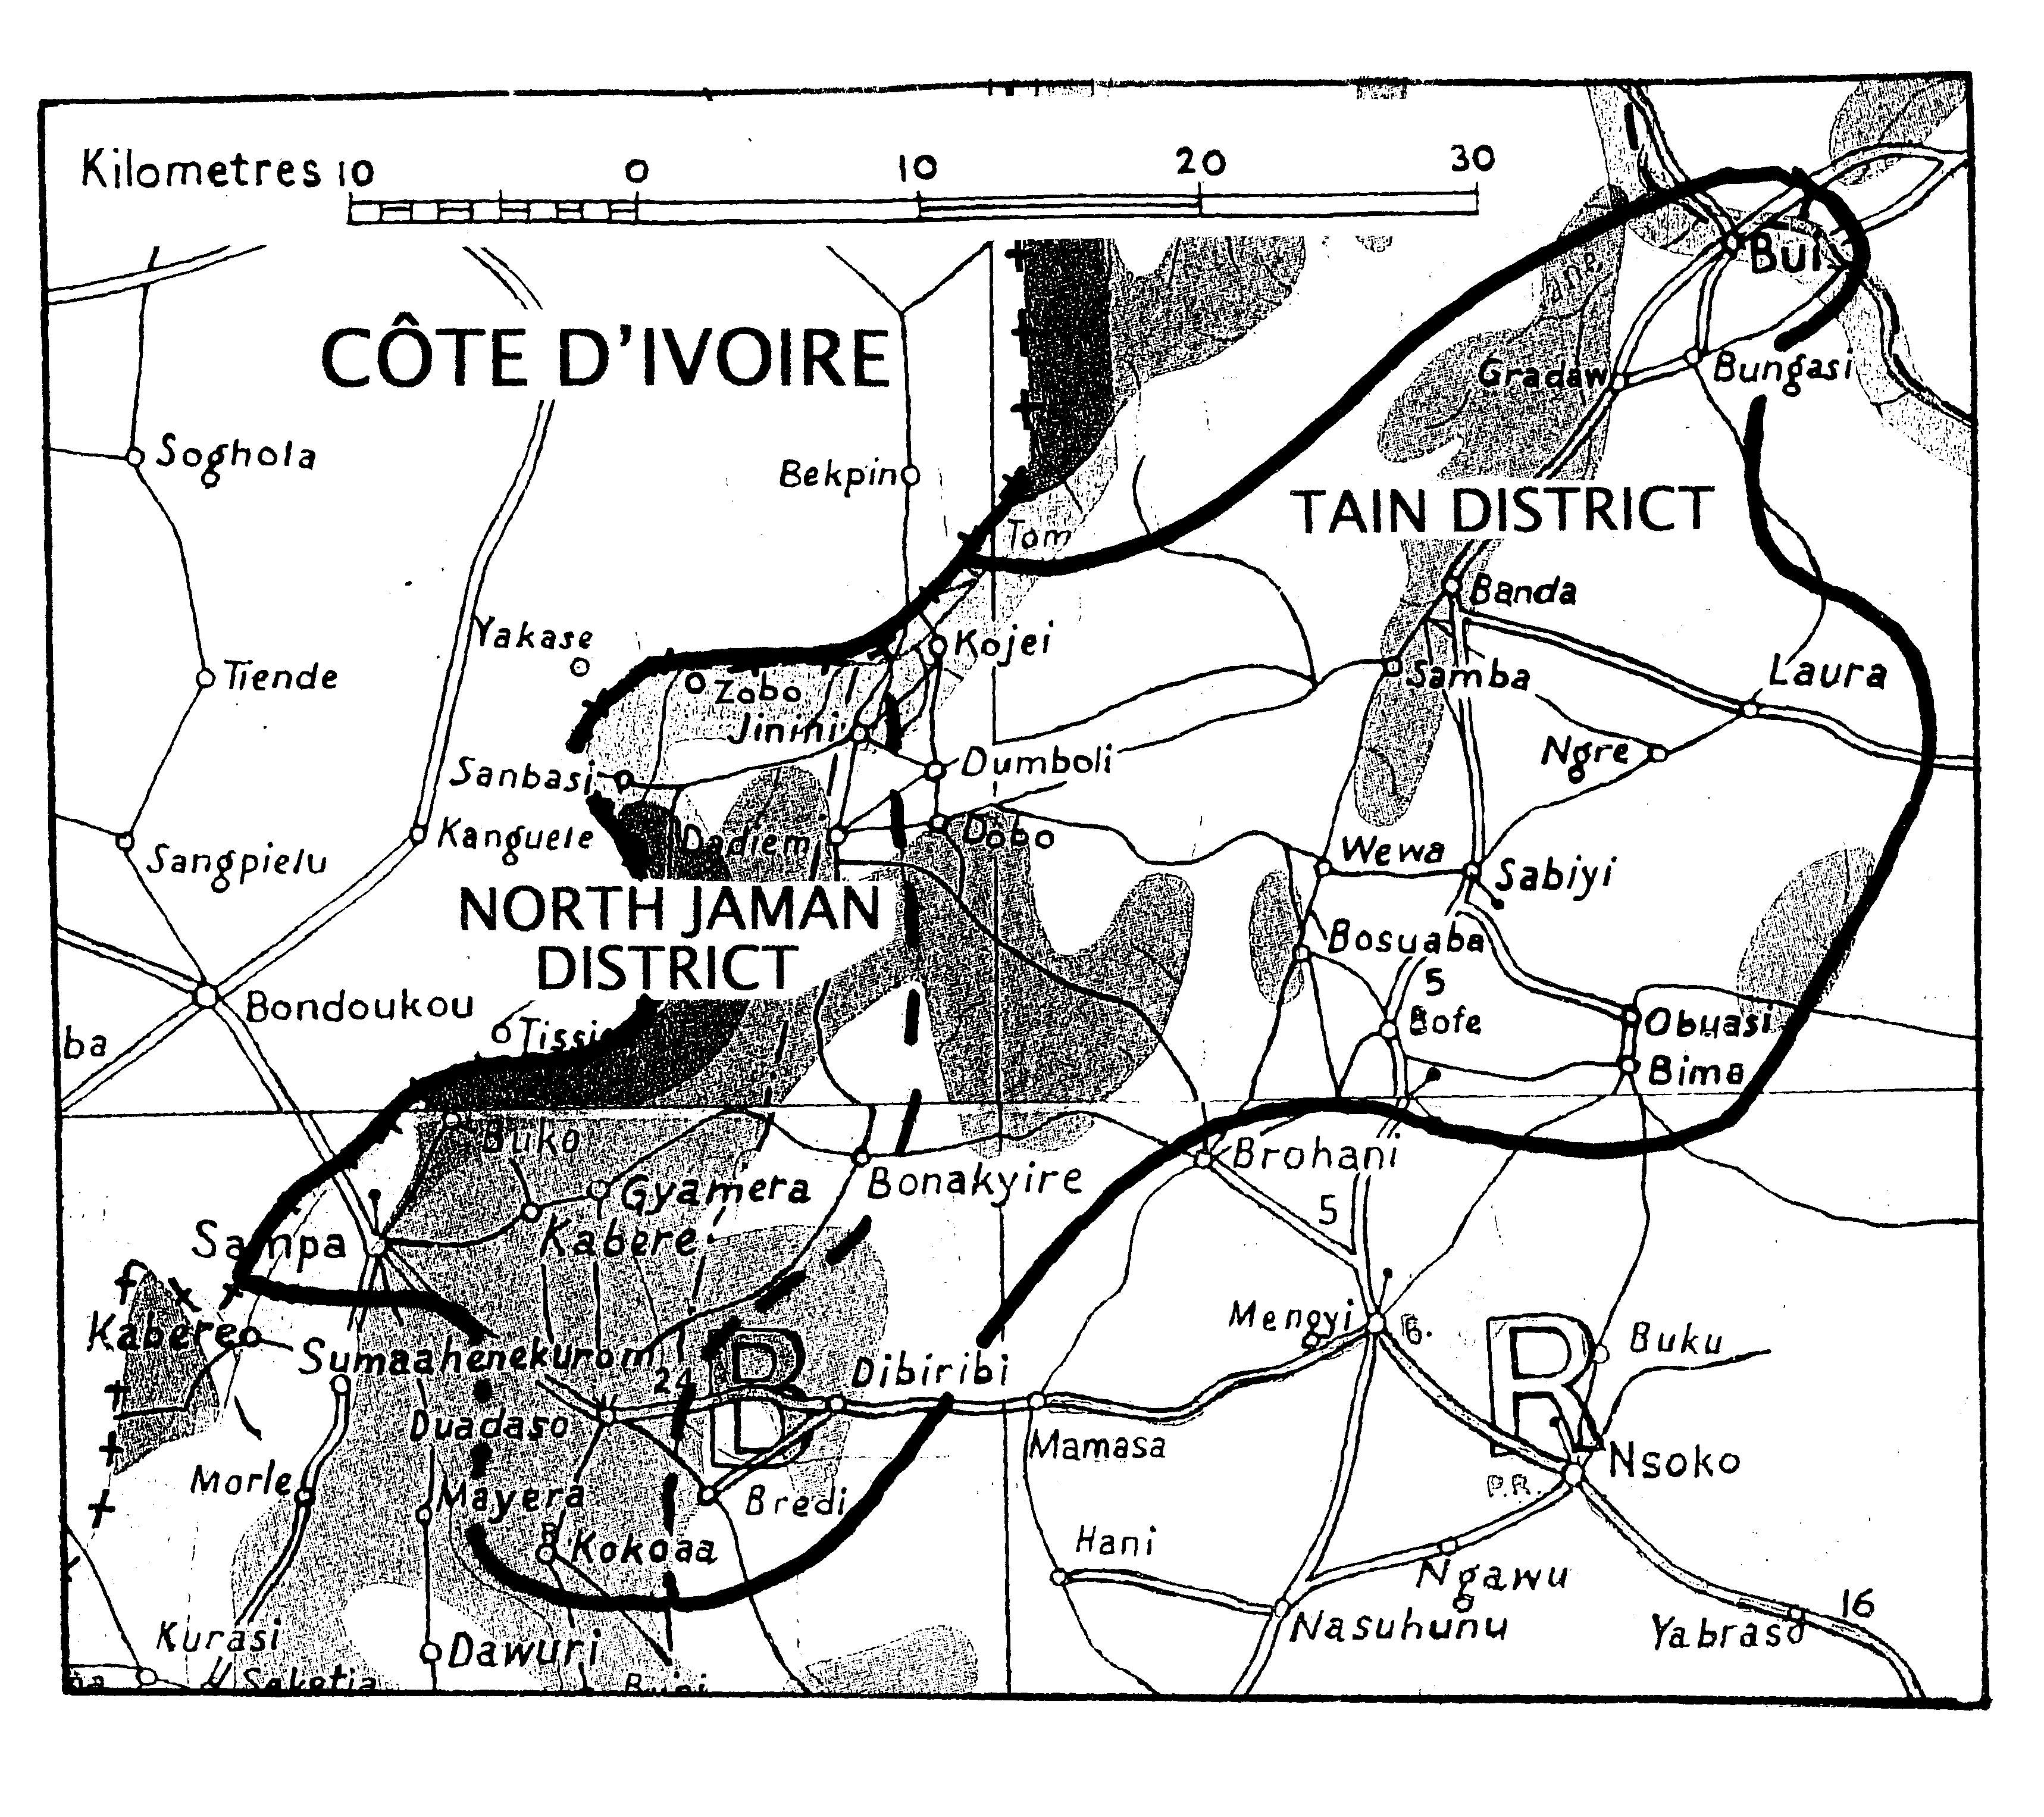 Kilometres 10 0 10 20 30
Bui
CÔTE D'IVOIRE
Gradaw
Bungasi
Soghola
Bekpin
TAIN DISTRICT
Tom
Banda
Yakase
Kojei
Tiende
Zobo
Samba
Laura
Jinini
Sanbasi
Dumboli
Ngre
Kanguele
Dadiem
Dobo
Sangpielu
Wewa
Sabiyi
NORTH JAMAN
DISTRICT
Bosuaba
5
Bondoukou
Tissie
Bofe
Obuasi
ba
Bima
Buko
Brohani
Gyamera
Bonakyire
Sampa
Kabere
5
Kabere
Mengyi
R
Buku
Sumaahenekurom
24
B
Dibiribi
Duadaso
Mamasa
Nsoko
Morle
Mayera
Bredi
P.R.
Kokoaa
Hani
Ngawu
Kurasi
Dawuri
Nasuhunu
Yabraso
16
Seketia